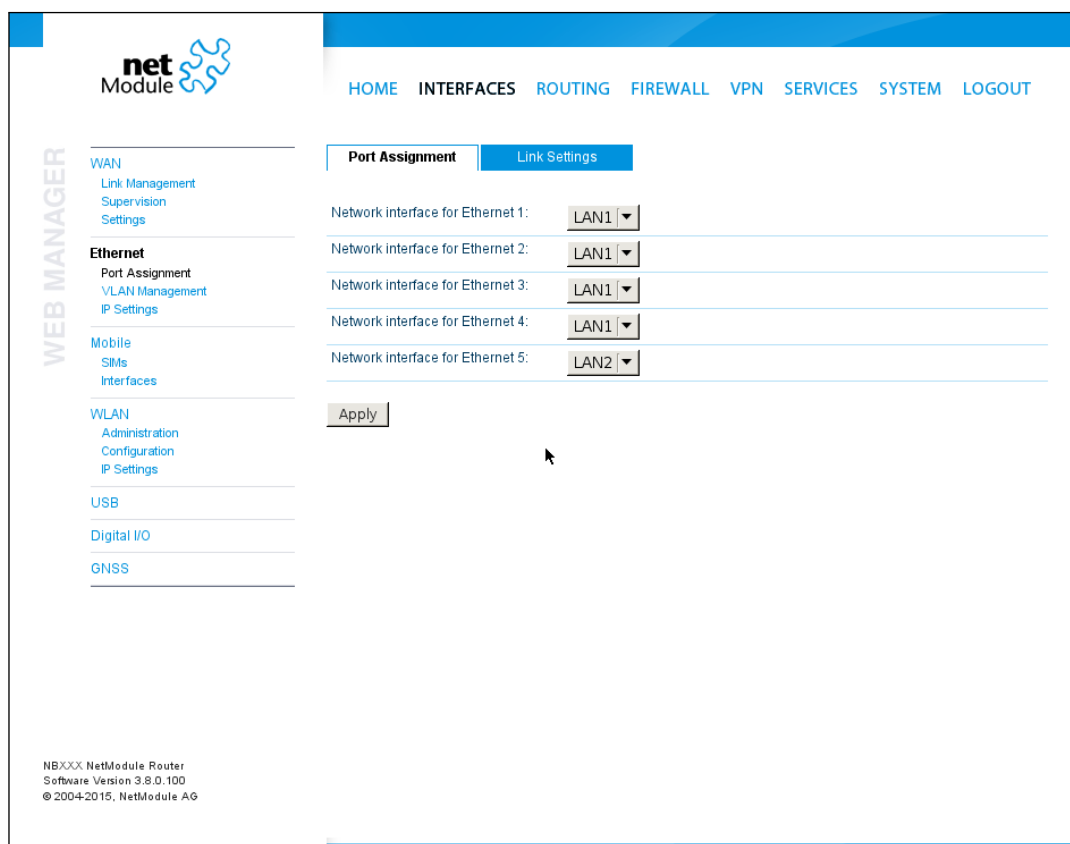 net
Module
HOME INTERFACES ROUTING FIREWALL VPN SERVICES SYSTEM LOGOUT
WEB MANAGER
WAN
Link Management
Supervision
Settings
Ethernet
Port Assignment
VLAN Management
IP Settings
Mobile
SIMs
Interfaces
WLAN
Administration
Configuration
IP Settings
USB
Digital I/O
GNSS
Port Assignment Link Settings
Network interface for Ethernet 1: LAN1
Network interface for Ethernet 2: LAN1
Network interface for Ethernet 3: LAN1
Network interface for Ethernet 4: LAN1
Network interface for Ethernet 5: LAN2
Apply
NBXXX NetModule Router
Software Version 3.8.0.100
© 2004-2015, NetModule AG